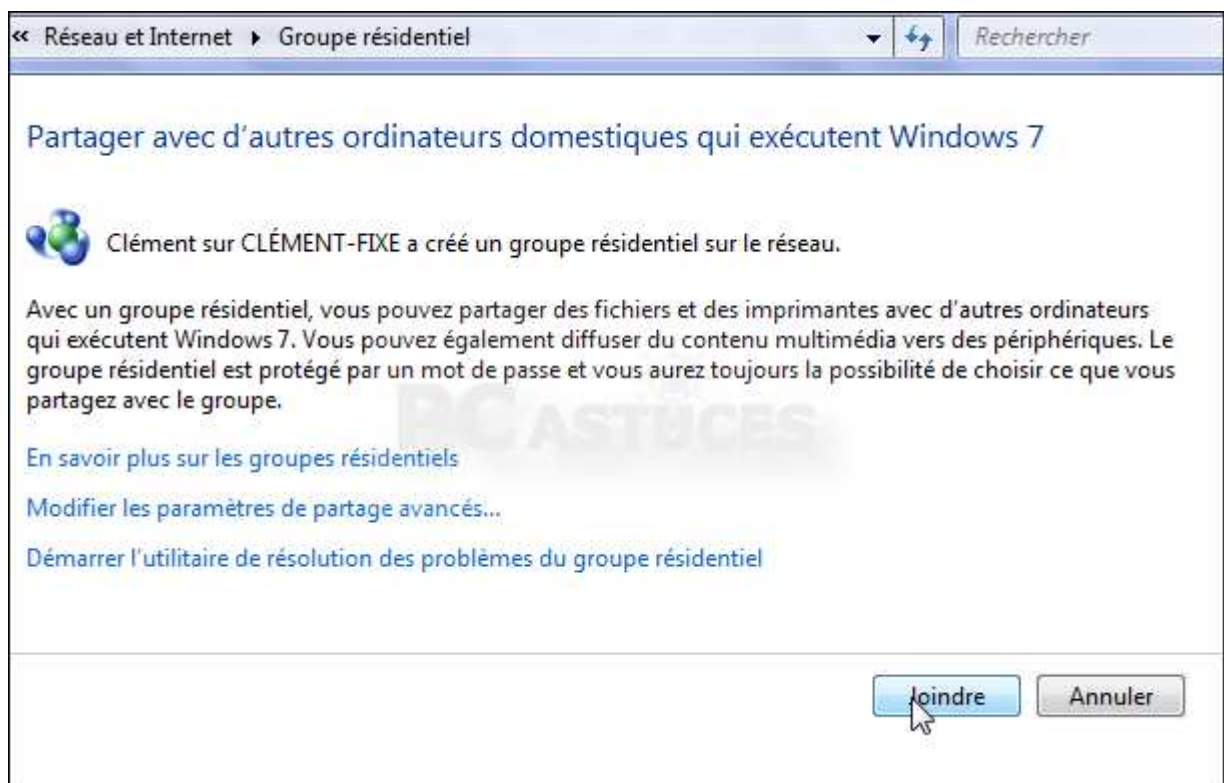 « Réseau et Internet ▸ Groupe résidentiel
Rechercher
Partager avec d'autres ordinateurs domestiques qui exécutent Windows 7
Clément sur CLÉMENT-FIXE a créé un groupe résidentiel sur le réseau.
Avec un groupe résidentiel, vous pouvez partager des fichiers et des imprimantes avec d'autres ordinateurs
qui exécutent Windows 7. Vous pouvez également diffuser du contenu multimédia vers des périphériques. Le
groupe résidentiel est protégé par un mot de passe et vous aurez toujours la possibilité de choisir ce que vous
partagez avec le groupe.
PC ASTUCES
En savoir plus sur les groupes résidentiels
Modifier les paramètres de partage avancés...
Démarrer l'utilitaire de résolution des problèmes du groupe résidentiel
Joindre
Annuler